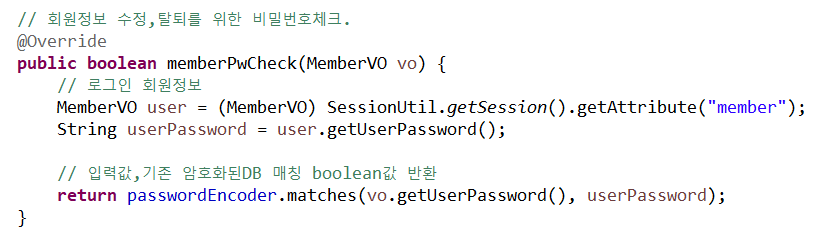 // 회원정보 수정,탈퇴를 위한 비밀번호체크.
@Override
public boolean memberPwCheck(MemberVO vo) {
    // 로그인 회원정보
    MemberVO user = (MemberVO) SessionUtil.getSession().getAttribute("member");
    String userPassword = user.getUserPassword();

    // 입력값,기존 암호화된DB 매칭 boolean값 반환
    return passwordEncoder.matches(vo.getUserPassword(), userPassword);
}